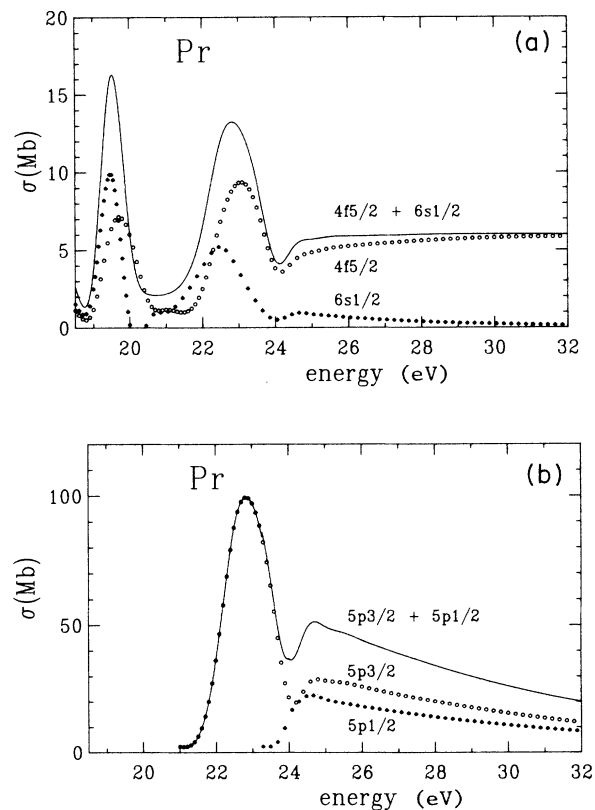 20
Pr
(a)
15
σ(Mb)
10
4f5/2 + 6s1/2
5
4f5/2
6s1/2
0
20 22 24 26 28 30 32
energy (eV)
Pr
(b)
100
σ(Mb)
5p3/2 + 5p1/2
50
5p3/2
5p1/2
0
20 22 24 26 28 30 32
energy (eV)